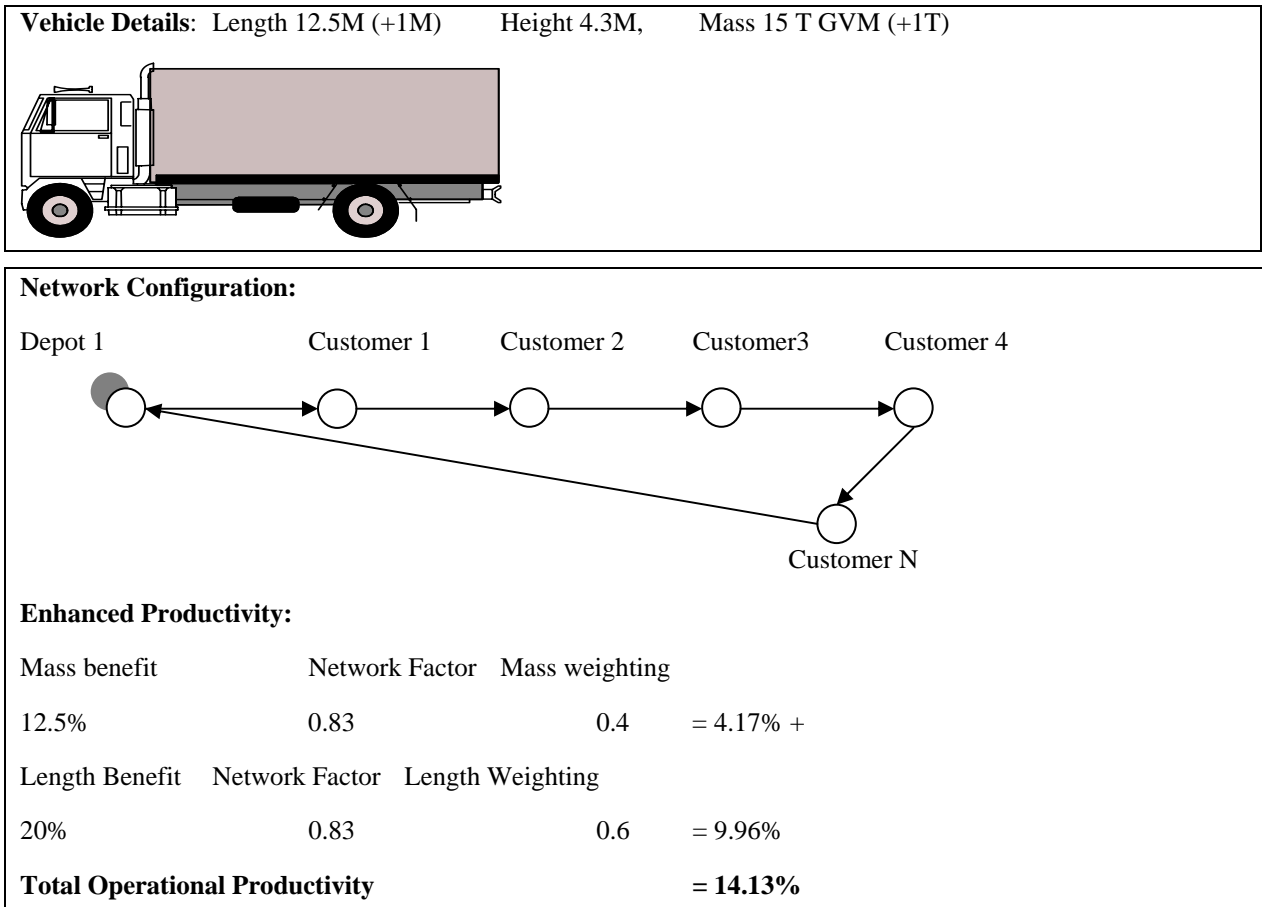 Vehicle Details: Length 12.5M (+1M) Height 4.3M, Mass 15 T GVM (+1T)
Network Configuration:
Depot 1 Customer 1 Customer 2 Customer3 Customer 4
Customer N
Enhanced Productivity:
Mass benefit Network Factor Mass weighting
12.5% 0.83 0.4 = 4.17% +
Length Benefit Network Factor Length Weighting
20% 0.83 0.6 = 9.96%
Total Operational Productivity = 14.13%